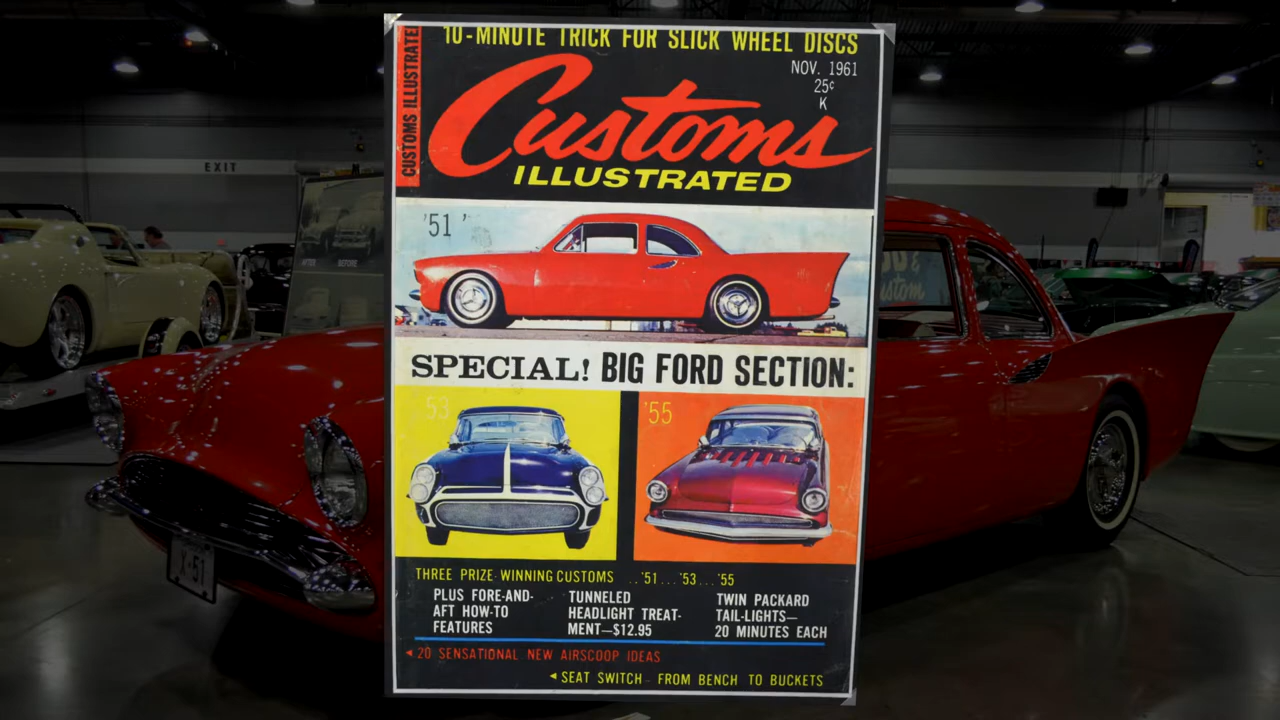 EXIT
10-MINUTE TRICK FOR SLICK WHEEL DISCS
CUSTOMS ILLUSTRATE
NOV. 1961
25¢
K
Customs
ILLUSTRATED
'51 '
SPECIAL! BIG FORD SECTION:
53
'55
THREE PRIZE-WINNING CUSTOMS ..'51...'53...'55
PLUS FORE-AND-
AFT HOW-TO
FEATURES
TUNNELED
HEADLIGHT TREAT-
MENT—$12.95
TWIN PACKARD
TAIL-LIGHTS—
20 MINUTES EACH
20 SENSATIONAL NEW AIRSCOOP IDEAS
SEAT SWITCH - FROM BENCH TO BUCKETS
X-51
BEFORE